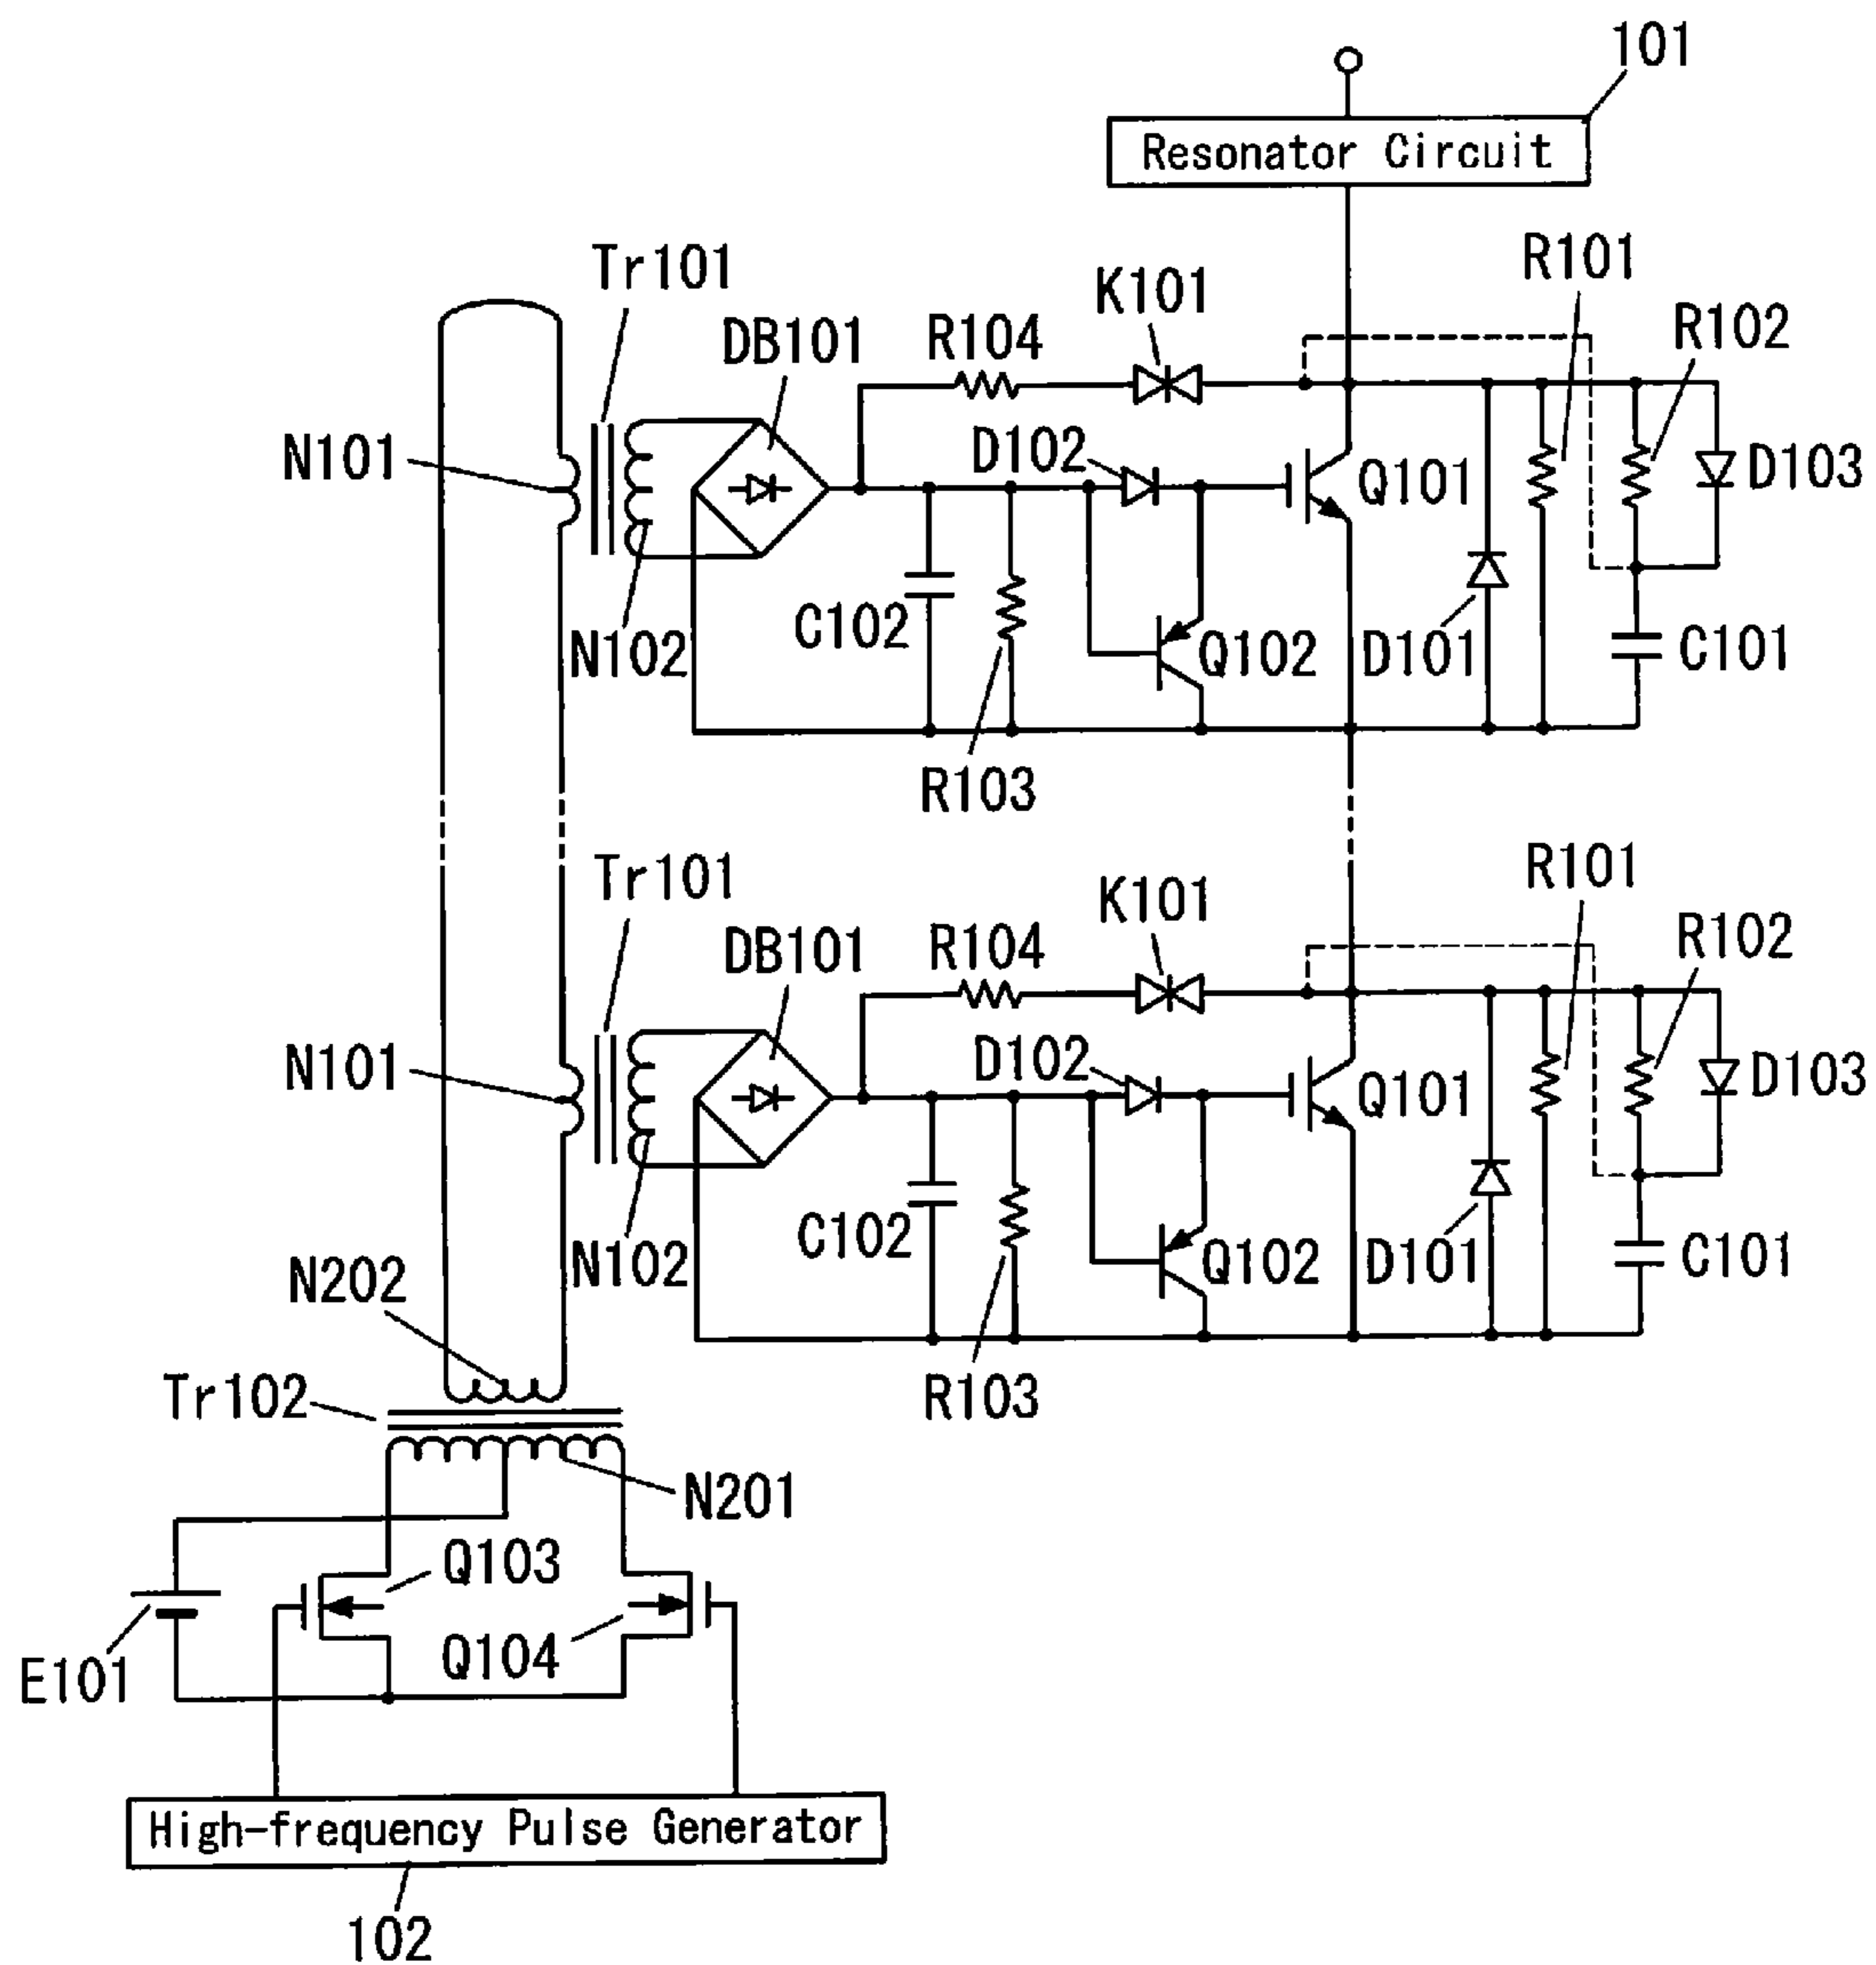 101
Resonator Circuit
R101
Tr101
K101
R102
DB101
R104
N101
D102
Q101
D103
C102
N102
Q102
D101
C101
R103
R101
Tr101
K101
R102
DB101
R104
N101
D102
Q101
D103
C102
N102
Q102
D101
C101
N202
Tr102
R103
N201
Q103
Q104
E101
High-frequency Pulse Generator
102